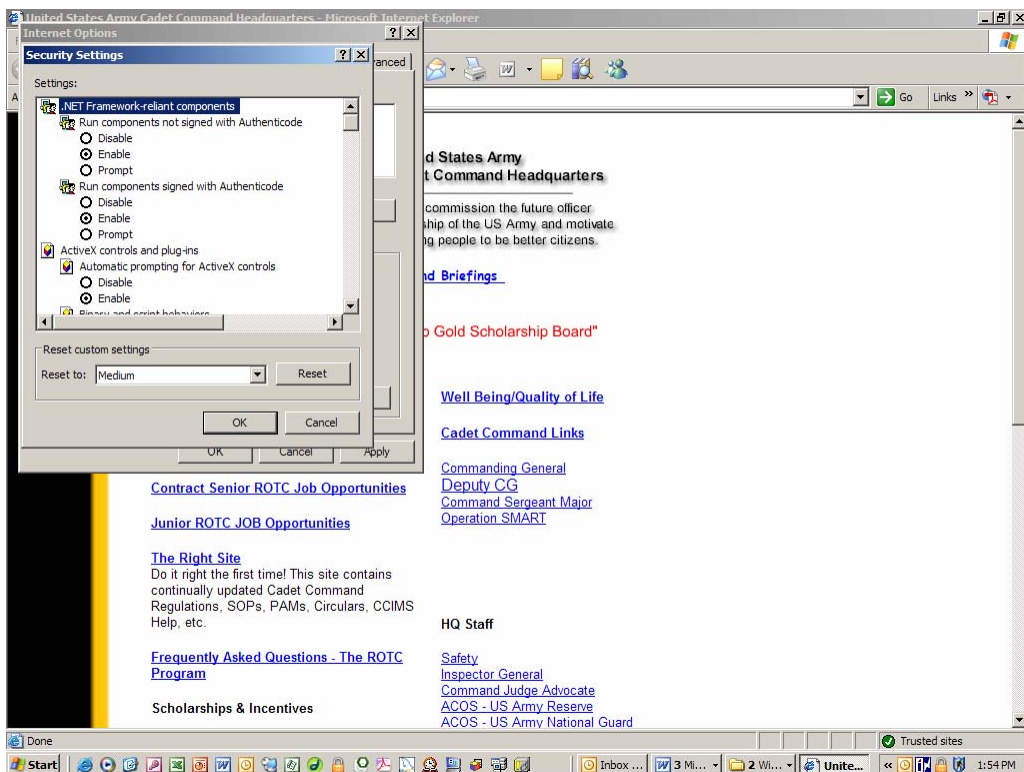 United States Army Cadet Command Headquarters - Microsoft Internet Explorer
Internet Options
Security Settings
anced
Settings:
.NET Framework-reliant components
Run components not signed with Authenticode
Disable
Enable
Prompt
Run components signed with Authenticode
Disable
Enable
Prompt
ActiveX controls and plug-ins
Automatic prompting for ActiveX controls
Disable
Enable
Binary and script behaviors
Reset custom settings
Reset to: Medium Reset
OK Cancel
OK Cancel Apply
Go Links »
d States Army
t Command Headquarters
commission the future officer
ship of the US Army and motivate
ng people to be better citizens.
nd Briefings
o Gold Scholarship Board"
Well Being/Quality of Life
Cadet Command Links
Commanding General
Deputy CG
Command Sergeant Major
Operation SMART
Contract Senior ROTC Job Opportunities
Junior ROTC JOB Opportunities
The Right Site
Do it right the first time! This site contains
continually updated Cadet Command
Regulations, SOPs, PAMs, Circulars, CCIMS
Help, etc.
Frequently Asked Questions - The ROTC
Program
Scholarships & Incentives
HQ Staff
Safety
Inspector General
Command Judge Advocate
ACOS - US Army Reserve
ACOS - US Army National Guard
Done Trusted sites
Start Inbox ... 3 Mi... 2 Wi... Unite... « 1:54 PM